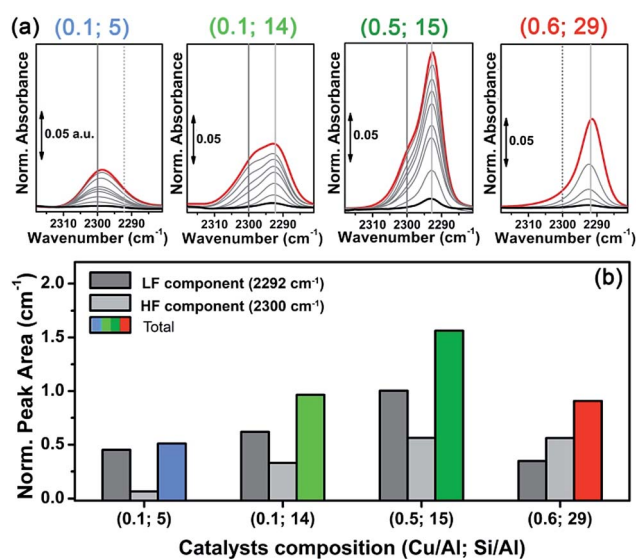 (a)
(0.1; 5)
(0.1; 14)
(0.5; 15)
(0.6; 29)
Norm. Absorbance
0.05 a.u.
2310 2300 2290
Wavenumber (cm⁻¹)
Norm. Absorbance
0.05
2310 2300 2290
Wavenumber (cm⁻¹)
Norm. Absorbance
0.05
2310 2300 2290
Wavenumber (cm⁻¹)
Norm. Absorbance
0.05
2310 2300 2290
Wavenumber (cm⁻¹)
(b)
LF component (2292 cm⁻¹)
HF component (2300 cm⁻¹)
Total
Norm. Peak Area (cm⁻¹)
2.0
1.5
1.0
0.5
0.0
(0.1; 5) (0.1; 14) (0.5; 15) (0.6; 29)
Catalysts composition (Cu/Al; Si/Al)